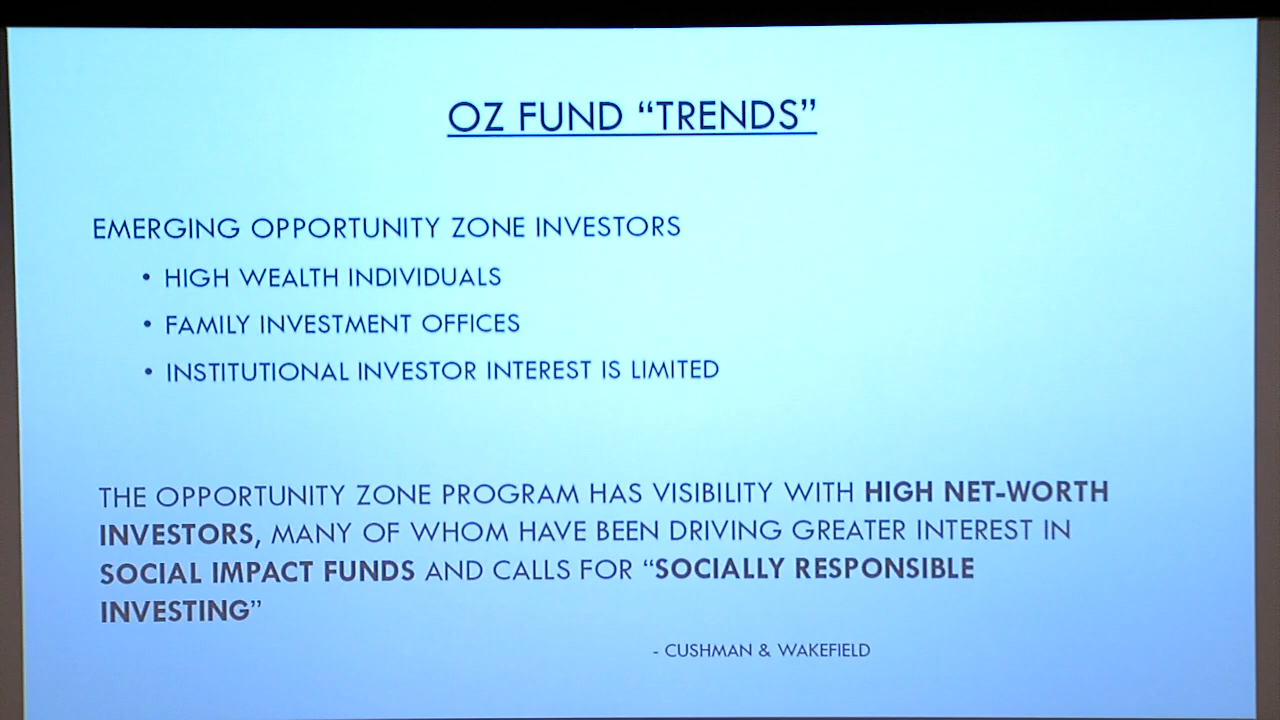 OZ FUND “TRENDS”
EMERGING OPPORTUNITY ZONE INVESTORS
• HIGH WEALTH INDIVIDUALS
• FAMILY INVESTMENT OFFICES
• INSTITUTIONAL INVESTOR INTEREST IS LIMITED
THE OPPORTUNITY ZONE PROGRAM HAS VISIBILITY WITH HIGH NET-WORTH
INVESTORS, MANY OF WHOM HAVE BEEN DRIVING GREATER INTEREST IN
SOCIAL IMPACT FUNDS AND CALLS FOR “SOCIALLY RESPONSIBLE
INVESTING”
- CUSHMAN & WAKEFIELD